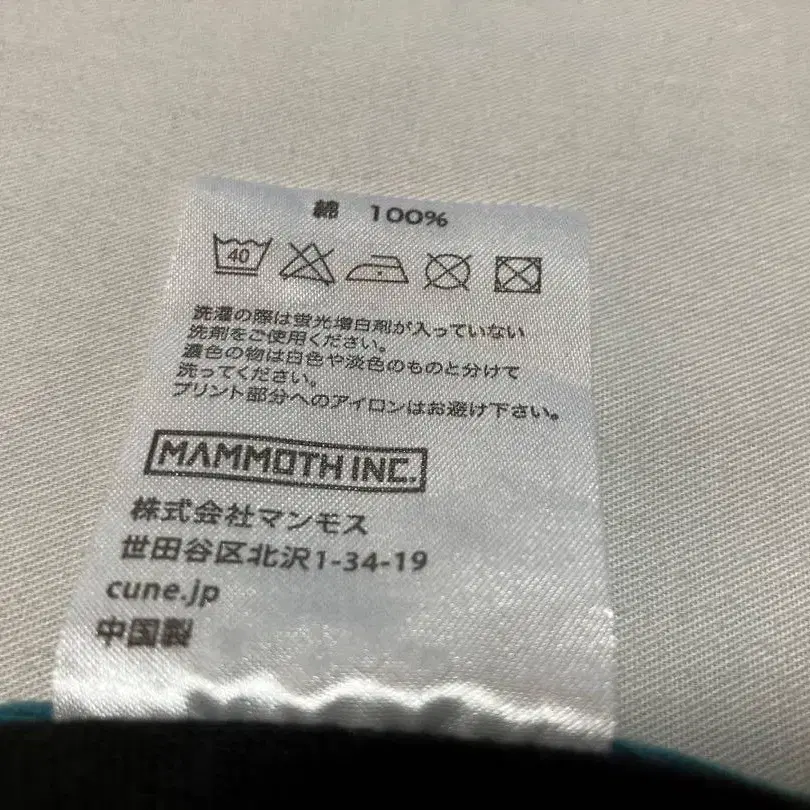 綿 100%
40
洗濯の際は蛍光増白剤が入っていない
洗剤をご使用ください。
濃色の物は白色や淡色のものと分けて
洗ってください。
プリント部分へのアイロンはお避け下さい。
MAMMOTH INC.
株式会社マンモス
世田谷区北沢1-34-19
cune.jp
中国製